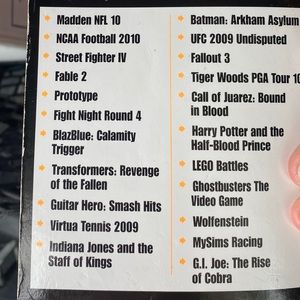 Madden NFL 10
NCAA Football 2010
Street Fighter IV
Fable 2
Prototype
Fight Night Round 4
BlazBlue: Calamity
Trigger
Transformers: Revenge
of the Fallen
Guitar Hero: Smash Hits
Virtua Tennis 2009
Indiana Jones and the
Staff of Kings
Batman: Arkham Asylum
UFC 2009 Undisputed
Fallout 3
Tiger Woods PGA Tour 10
Call of Juarez: Bound
in Blood
Harry Potter and the
Half-Blood Prince
LEGO Battles
Ghostbusters The
Video Game
Wolfenstein
MySims Racing
G.I. Joe: The Rise
of Cobra